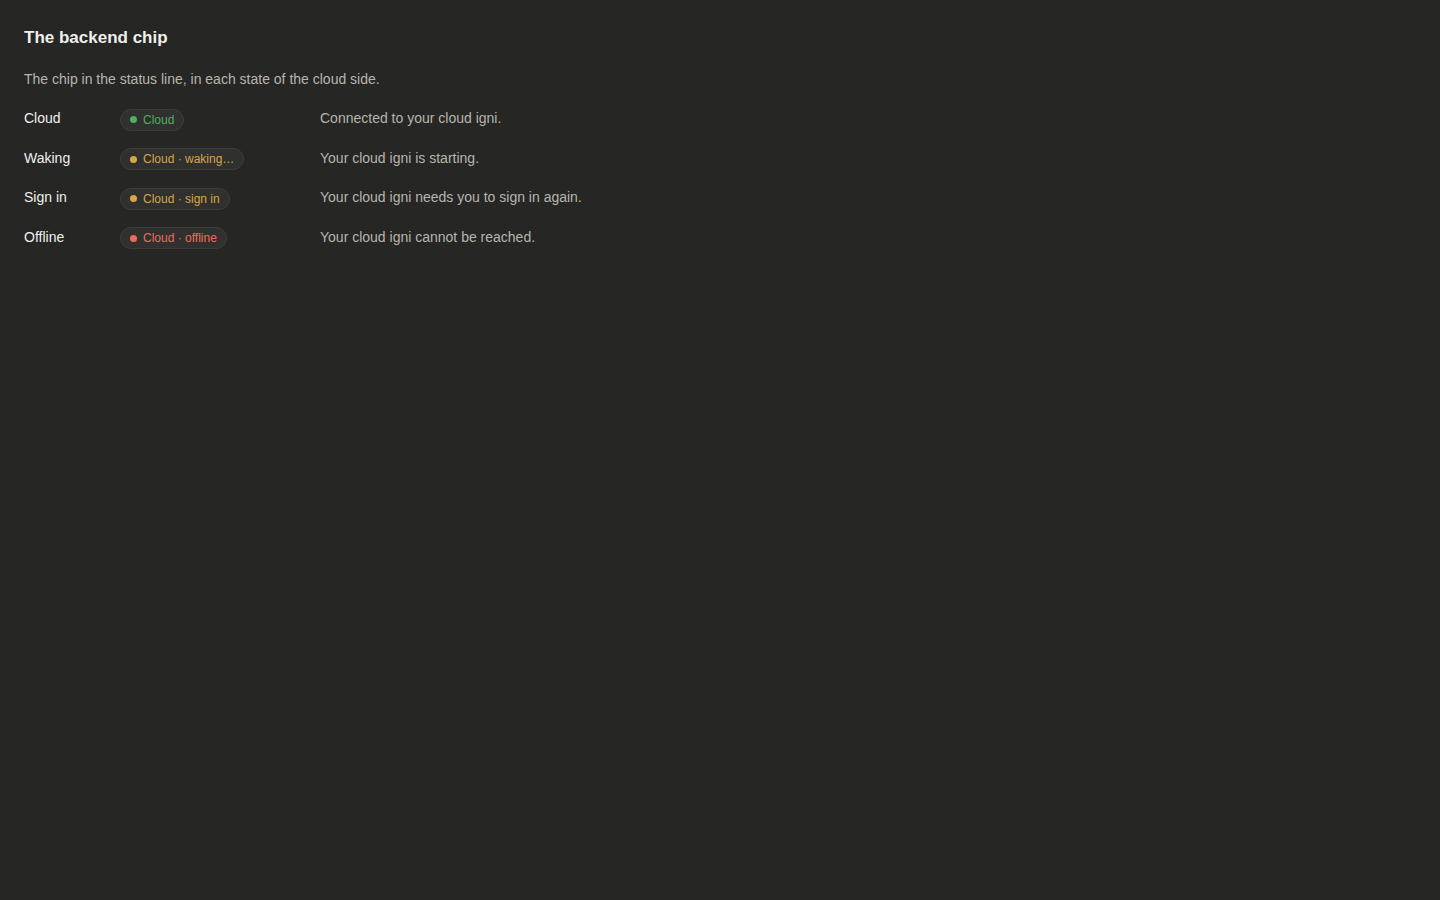 The backend chip
The chip in the status line, in each state of the cloud side.
Cloud Cloud Connected to your cloud igni.
Waking Cloud · waking… Your cloud igni is starting.
Sign in Cloud · sign in Your cloud igni needs you to sign in again.
Offline Cloud · offline Your cloud igni cannot be reached.